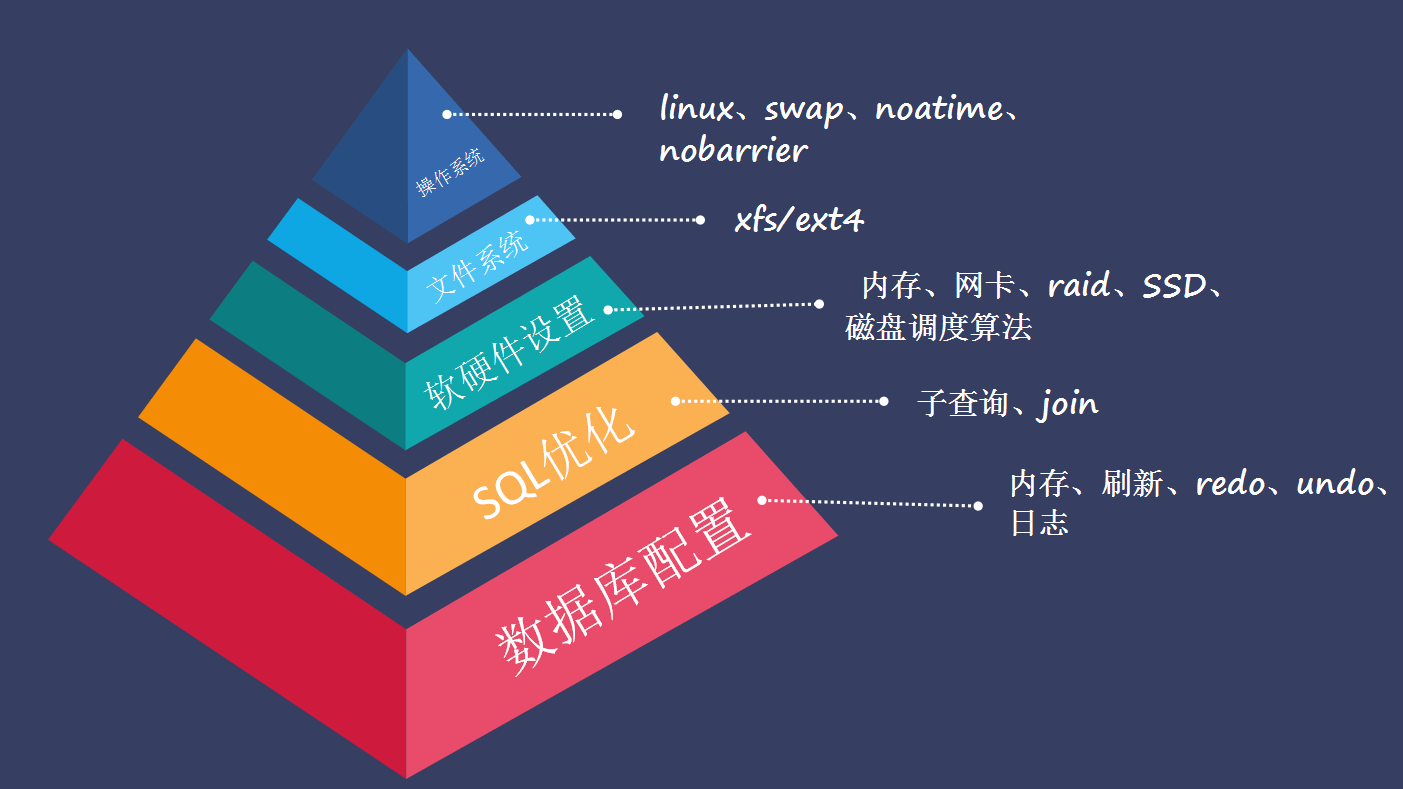 linux、swap、noatime、
nobarrier
操作系统
xfs/ext4
文件系统
内存、网卡、raid、SSD、
磁盘调度算法
软硬件设置
子查询、join
SQL优化
内存、刷新、redo、undo、
日志
数据库配置